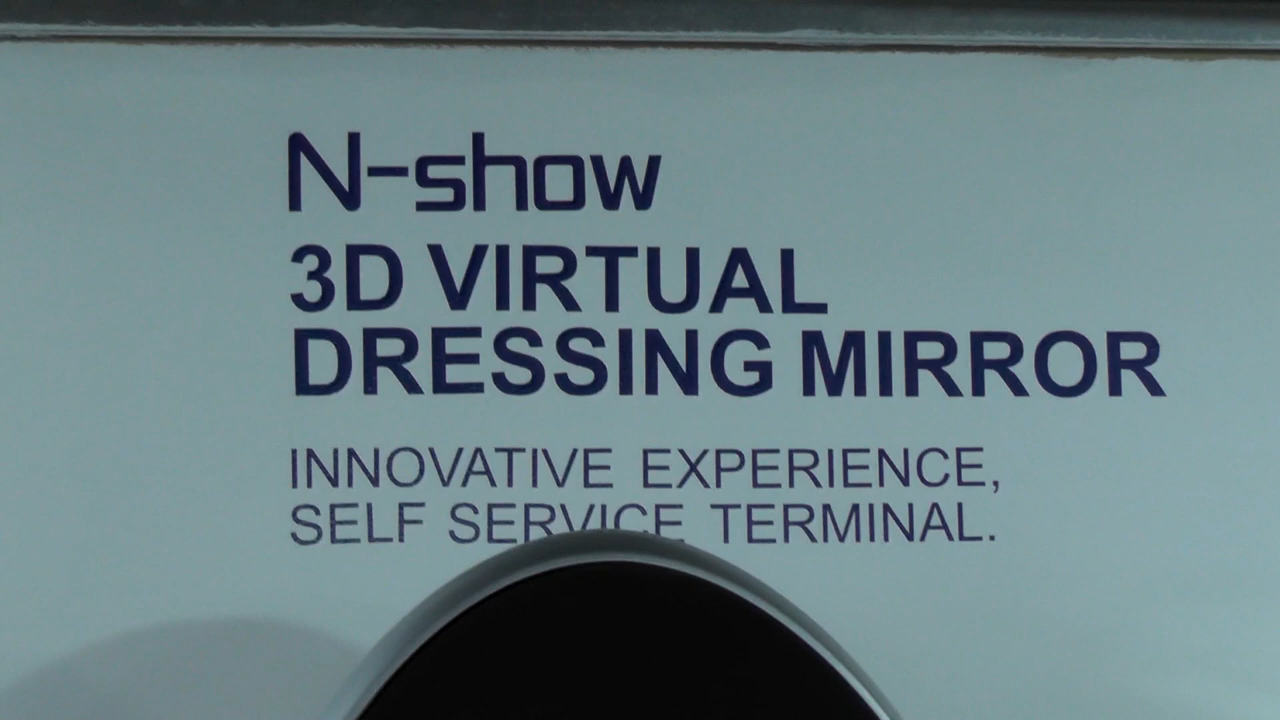 N-show
3D VIRTUAL
DRESSING MIRROR
INNOVATIVE EXPERIENCE,
SELF SERVICE TERMINAL.